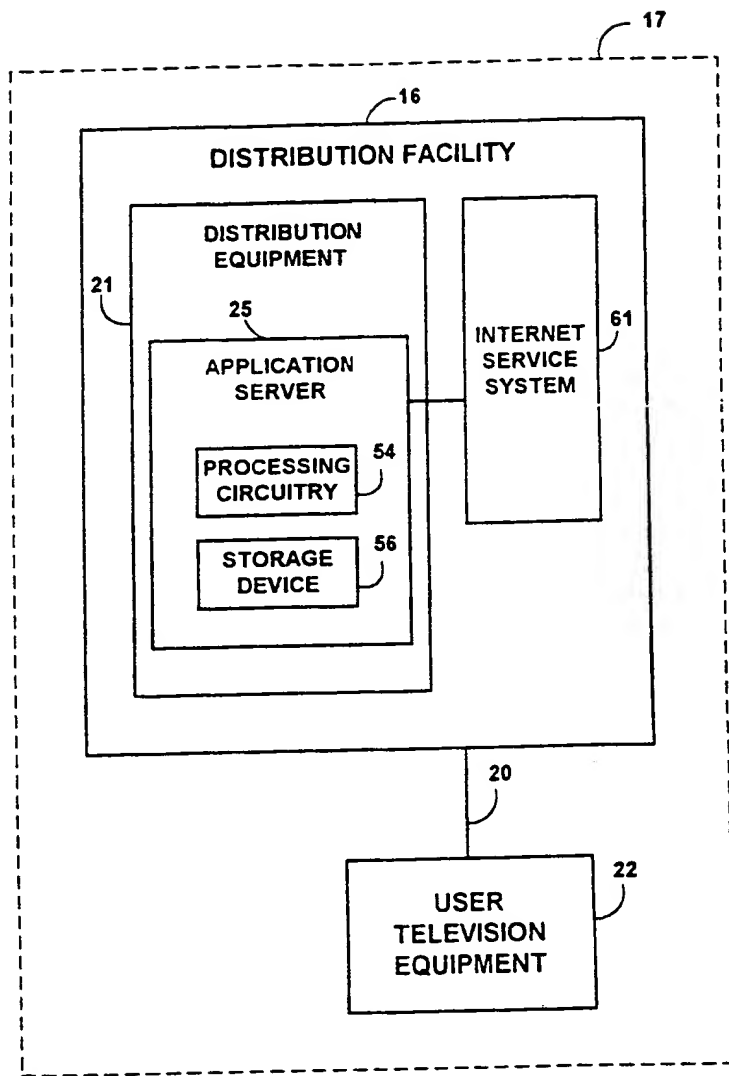 17
16
DISTRIBUTION FACILITY
DISTRIBUTION
EQUIPMENT
21
25
APPLICATION
SERVER
INTERNET
SERVICE
SYSTEM
61
PROCESSING
CIRCUITRY
54
STORAGE
DEVICE
56
20
USER
TELEVISION
EQUIPMENT
22